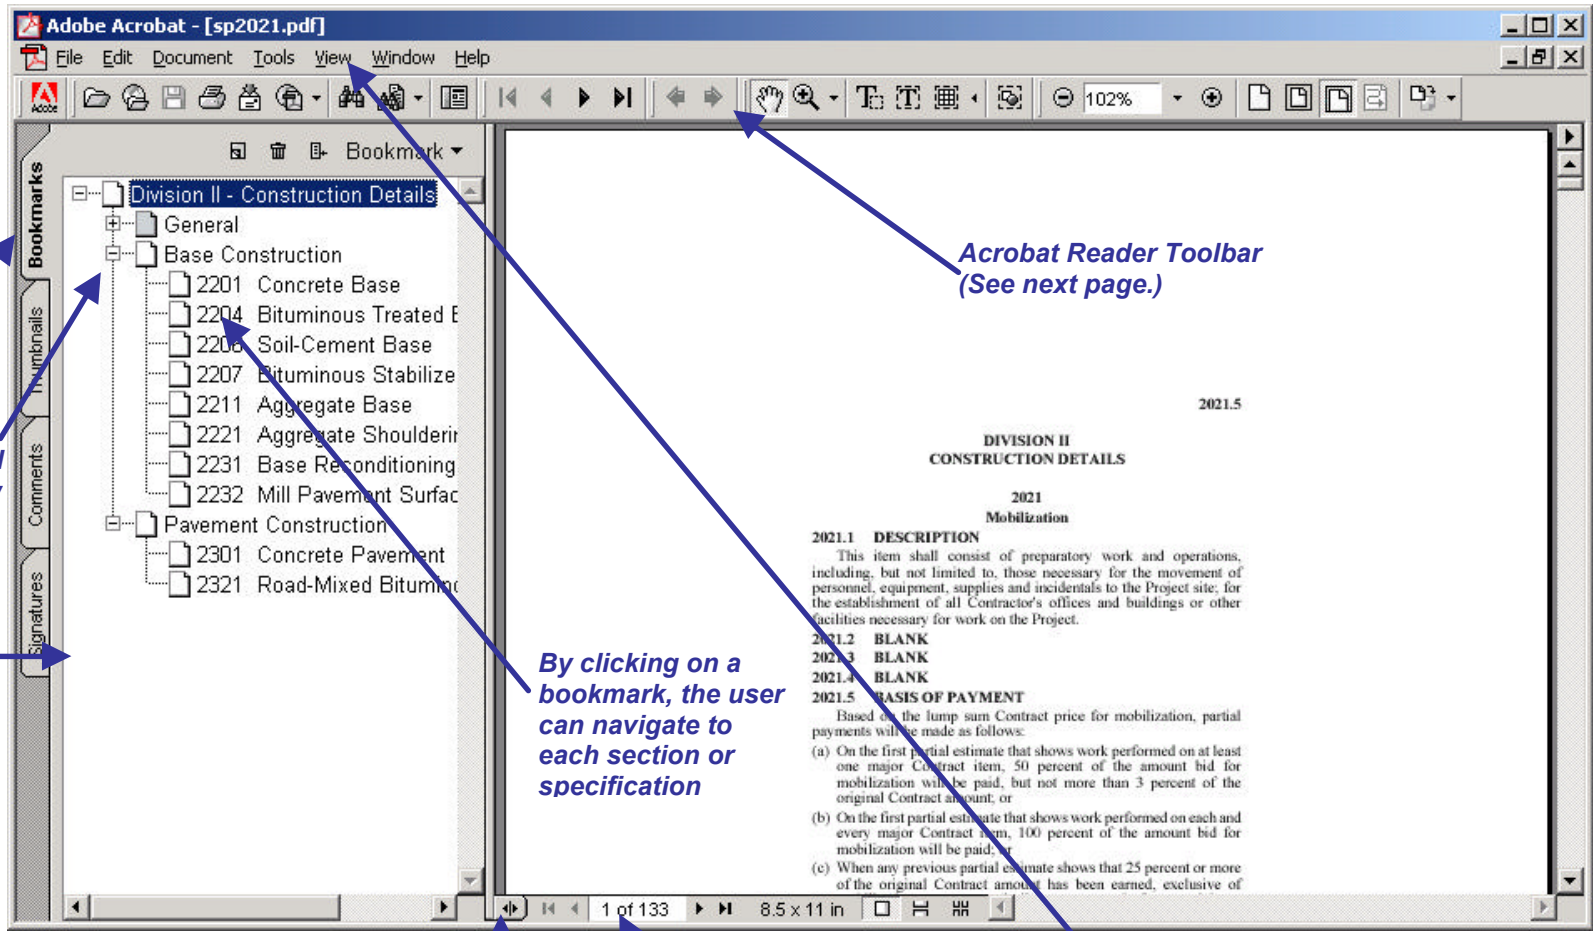 Adobe Acrobat - [sp2021.pdf]
File Edit Document Tools View Window Help
Adobe
102%
Bookmark
Bookmarks
Thumbnails
Comments
Signatures
Division II - Construction Details
General
Base Construction
2201 Concrete Base
2204 Bituminous Treated B
2206 Soil-Cement Base
2207 Bituminous Stabilize
2211 Aggregate Base
2221 Aggregate Shoulderin
2231 Base Reconditioning
2232 Mill Pavement Surfac
Pavement Construction
2301 Concrete Pavement
2321 Road-Mixed Bitumino
Acrobat Reader Toolbar
(See next page.)
By clicking on a
bookmark, the user
can navigate to
each section or
specification
2021.5
DIVISION II
CONSTRUCTION DETAILS
2021
Mobilization
2021.1 DESCRIPTION
This item shall consist of preparatory work and operations,
including, but not limited to, those necessary for the movement of
personnel, equipment, supplies and incidentals to the Project site; for
the establishment of all Contractor's offices and buildings or other
facilities necessary for work on the Project.
2021.2 BLANK
2021.3 BLANK
2021.4 BLANK
2021.5 BASIS OF PAYMENT
Based on the lump sum Contract price for mobilization, partial
payments will be made as follows:
(a) On the first partial estimate that shows work performed on at least
one major Contract item, 50 percent of the amount bid for
mobilization will be paid, but not more than 3 percent of the
original Contract amount; or
(b) On the first partial estimate that shows work performed on each and
every major Contract item, 100 percent of the amount bid for
mobilization will be paid; or
(c) When any previous partial estimate shows that 25 percent or more
of the original Contract amount has been earned, exclusive of
1 of 133
8.5 x 11 in